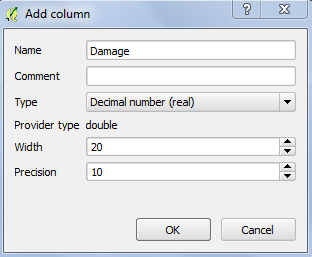 Add column
?
Name Damage
Comment
Type Decimal number (real)
Provider type double
Width 20
Precision 10
OK Cancel